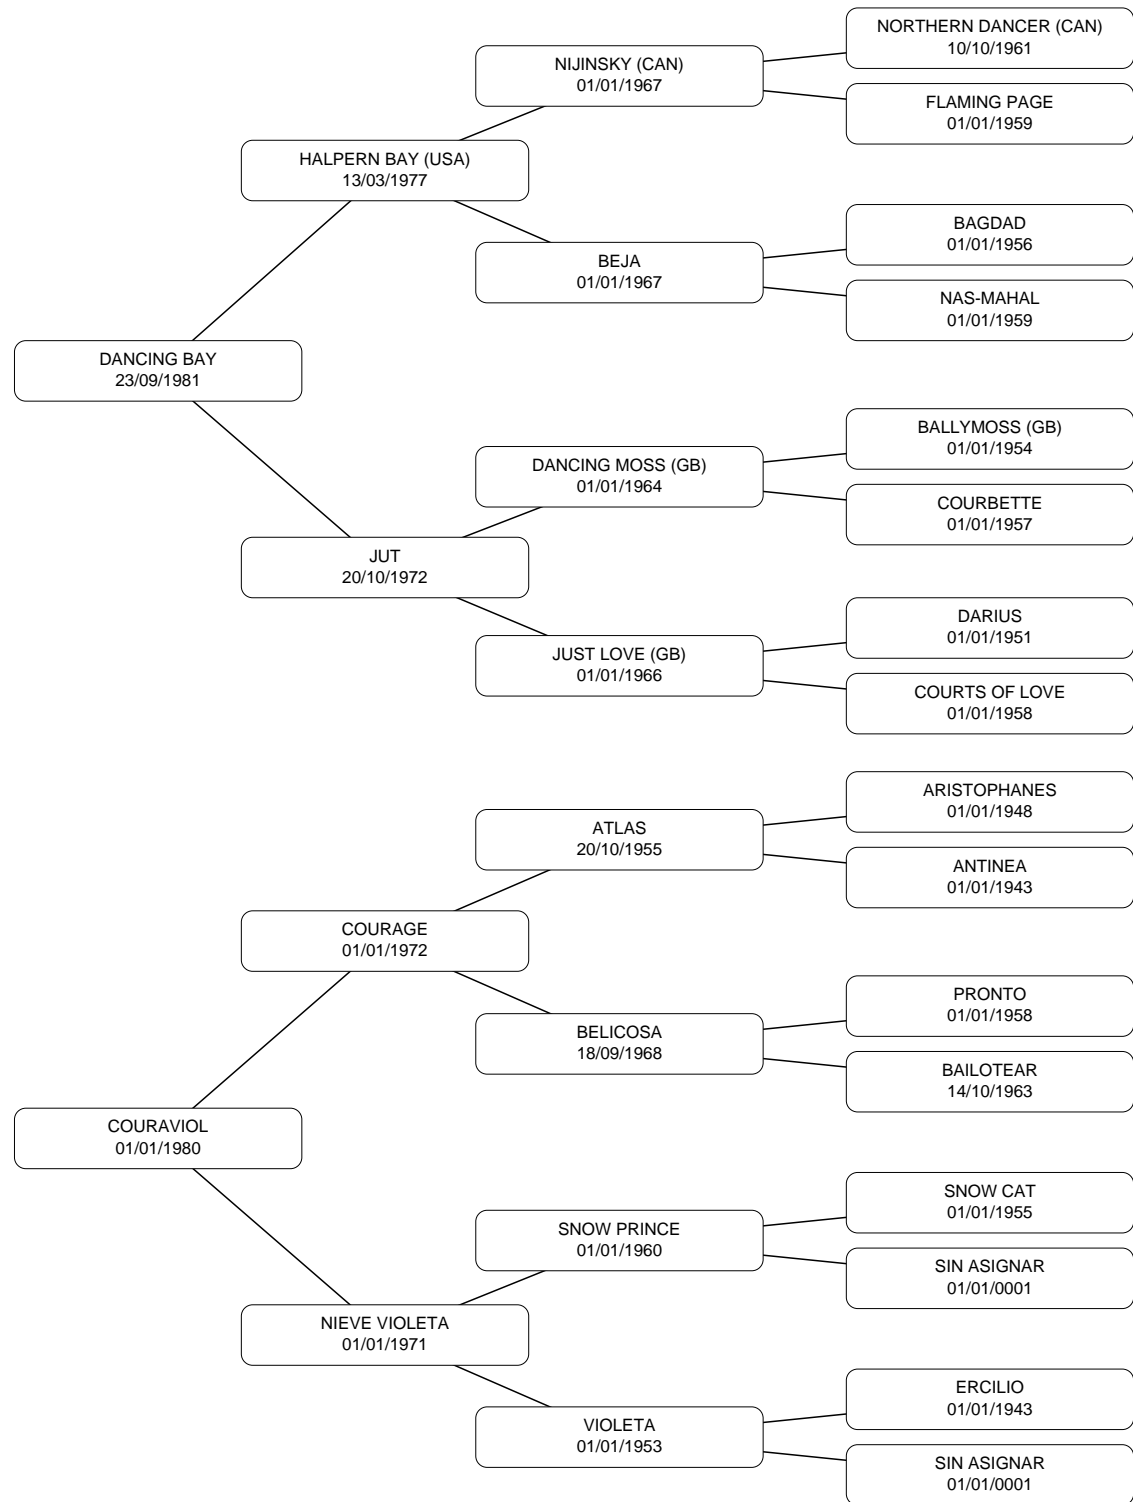 NORTHERN DANCER (CAN)
10/10/1961
NIJINSKY (CAN)
01/01/1967
FLAMING PAGE
01/01/1959
HALPERN BAY (USA)
13/03/1977
BAGDAD
01/01/1956
BEJA
01/01/1967
NAS-MAHAL
01/01/1959
DANCING BAY
23/09/1981
BALLYMOSS (GB)
01/01/1954
DANCING MOSS (GB)
01/01/1964
COURBETTE
01/01/1957
JUT
20/10/1972
DARIUS
01/01/1951
JUST LOVE (GB)
01/01/1966
COURTS OF LOVE
01/01/1958
ARISTOPHANES
01/01/1948
ATLAS
20/10/1955
ANTINEA
01/01/1943
COURAGE
01/01/1972
PRONTO
01/01/1958
BELICOSA
18/09/1968
BAILOTEAR
14/10/1963
COURAVIOL
01/01/1980
SNOW CAT
01/01/1955
SNOW PRINCE
01/01/1960
SIN ASIGNAR
01/01/0001
NIEVE VIOLETA
01/01/1971
ERCILIO
01/01/1943
VIOLETA
01/01/1953
SIN ASIGNAR
01/01/0001